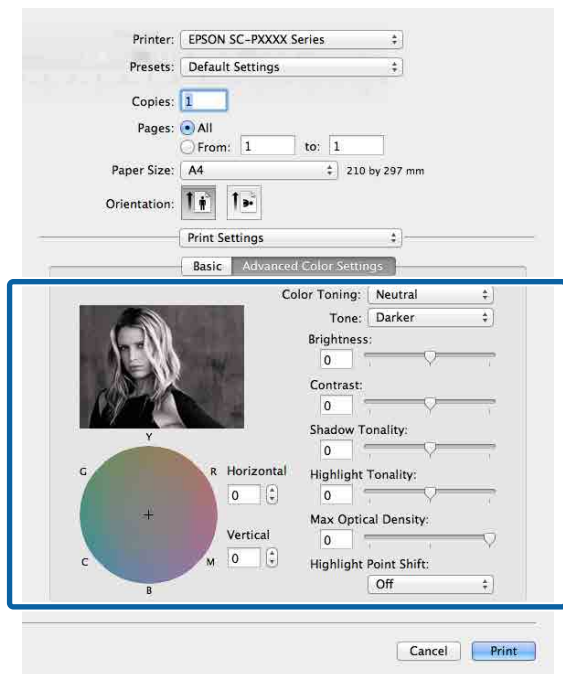 Printer: EPSON SC-PXXXX Series
Presets: Default Settings
Copies: 1
Pages: All
From: 1 to: 1
Paper Size: A4 210 by 297 mm
Orientation:
Print Settings
Basic Advanced Color Settings
Color Toning: Neutral
Tone: Darker
Brightness:
0
Contrast:
0
Shadow Tonality:
0
Highlight Tonality:
0
Max Optical Density:
0
Highlight Point Shift:
Off
Y
G R
C M
B
Horizontal
0
Vertical
0
Cancel Print